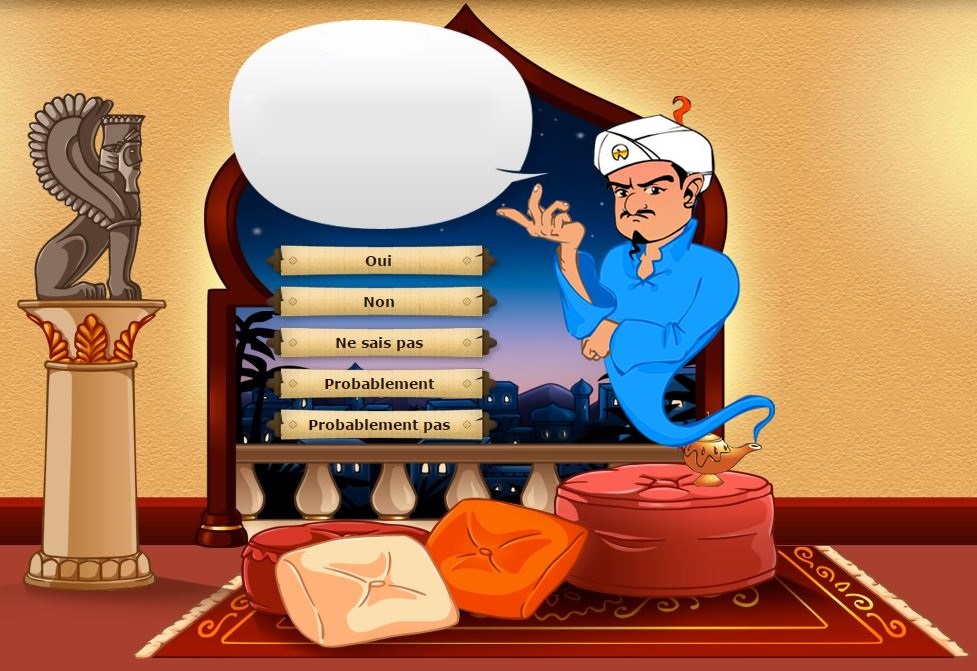 Oui
Non
Ne sais pas
Probablement
Probablement pas